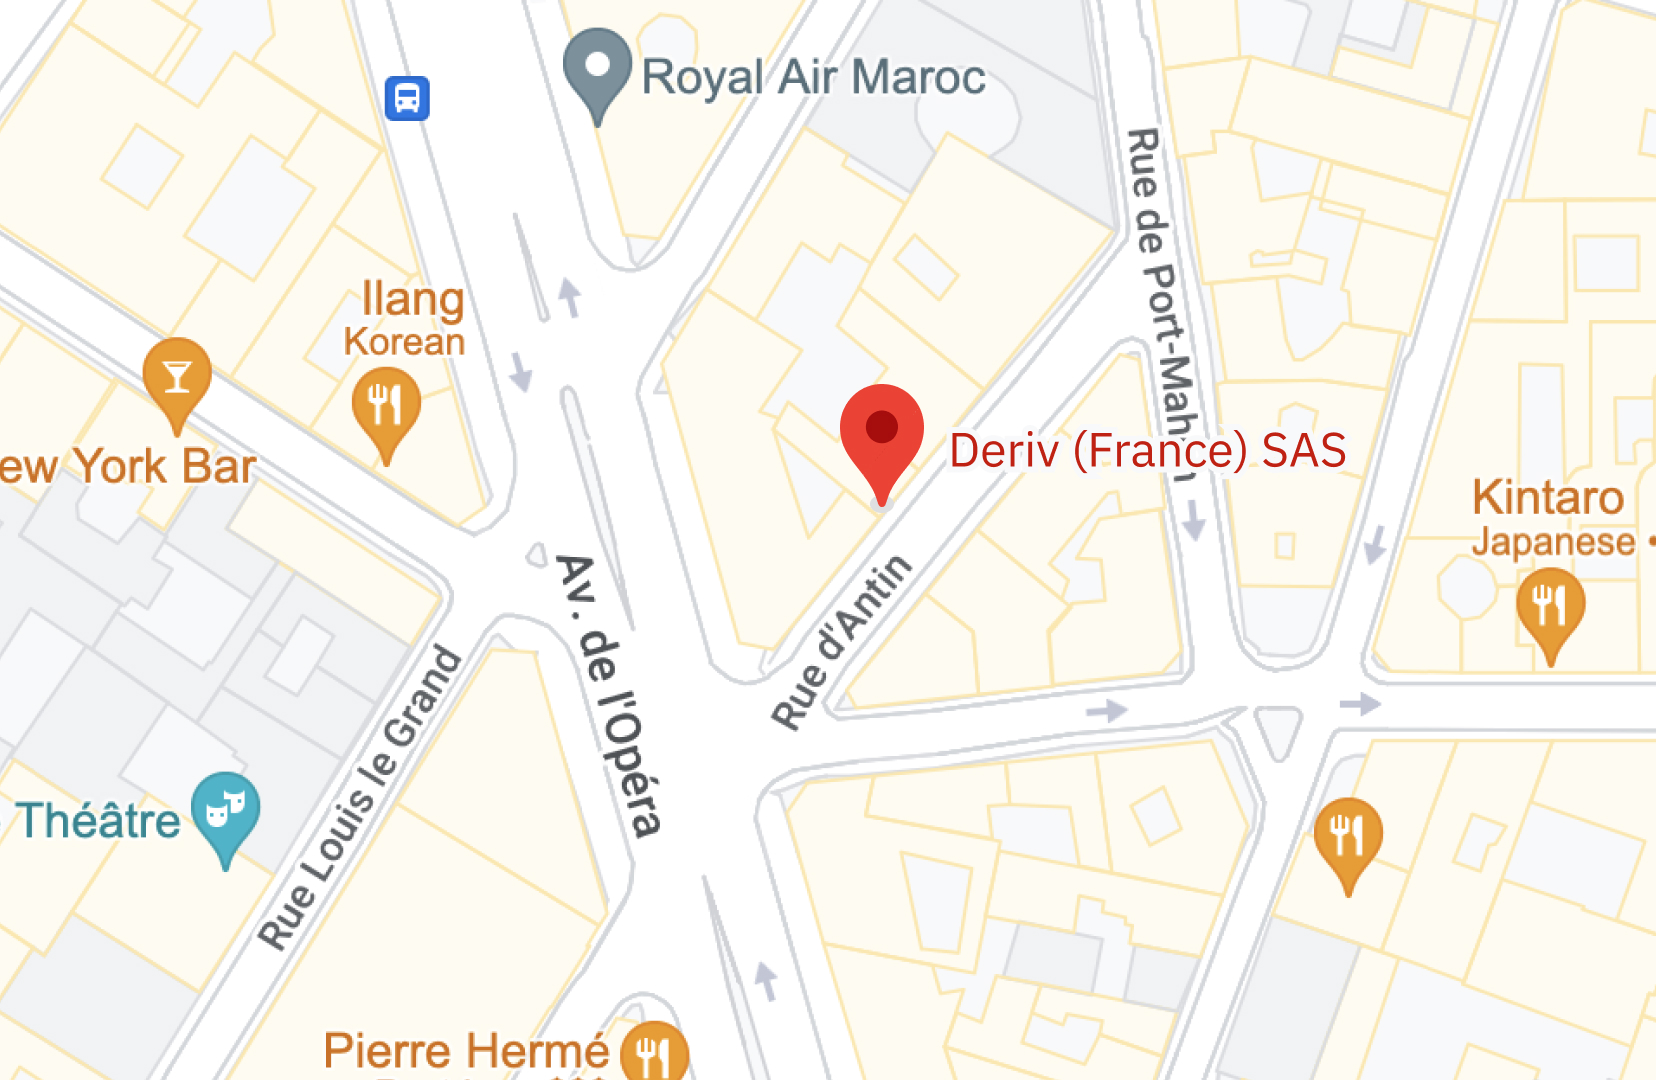 Royal Air Maroc
Rue de Port-Mah
Ilang
Korean
ew York Bar
Deriv (France) SAS
Kintaro
Japanese •
Av. de l'Opéra
Rue d'Antin
Rue Louis le Grand
Théâtre
Pierre Hermé